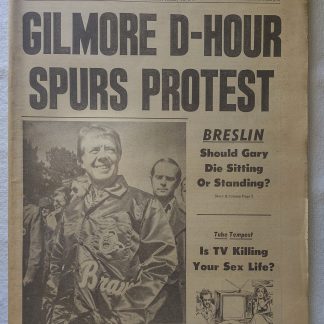 GILMORE D-HOUR
SPURS PROTEST
BRESLIN
Should Gary
Die Sitting
Or Standing?
Tube Tempest
Is TV Killing
Your Sex Life?
Brav